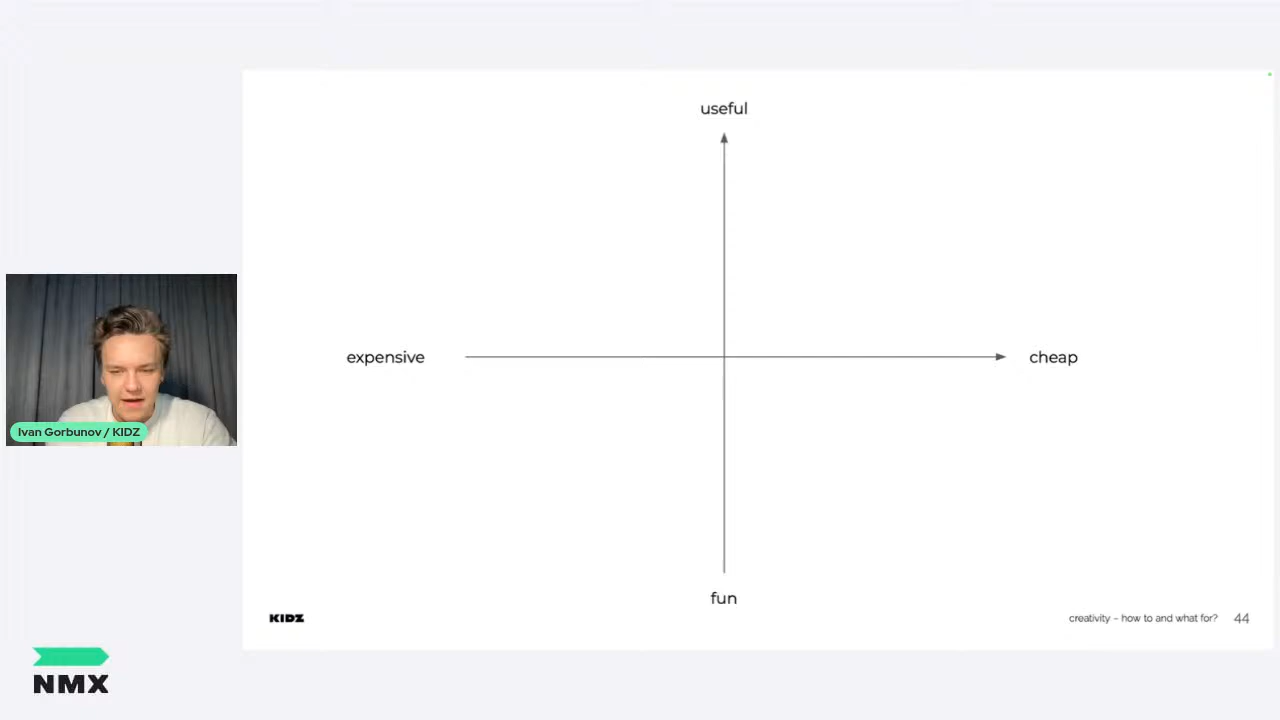 useful
expensive
cheap
Ivan Gorbunov / KIDZ
fun
KIDZ
creativity – how to and what for? 44
NMX